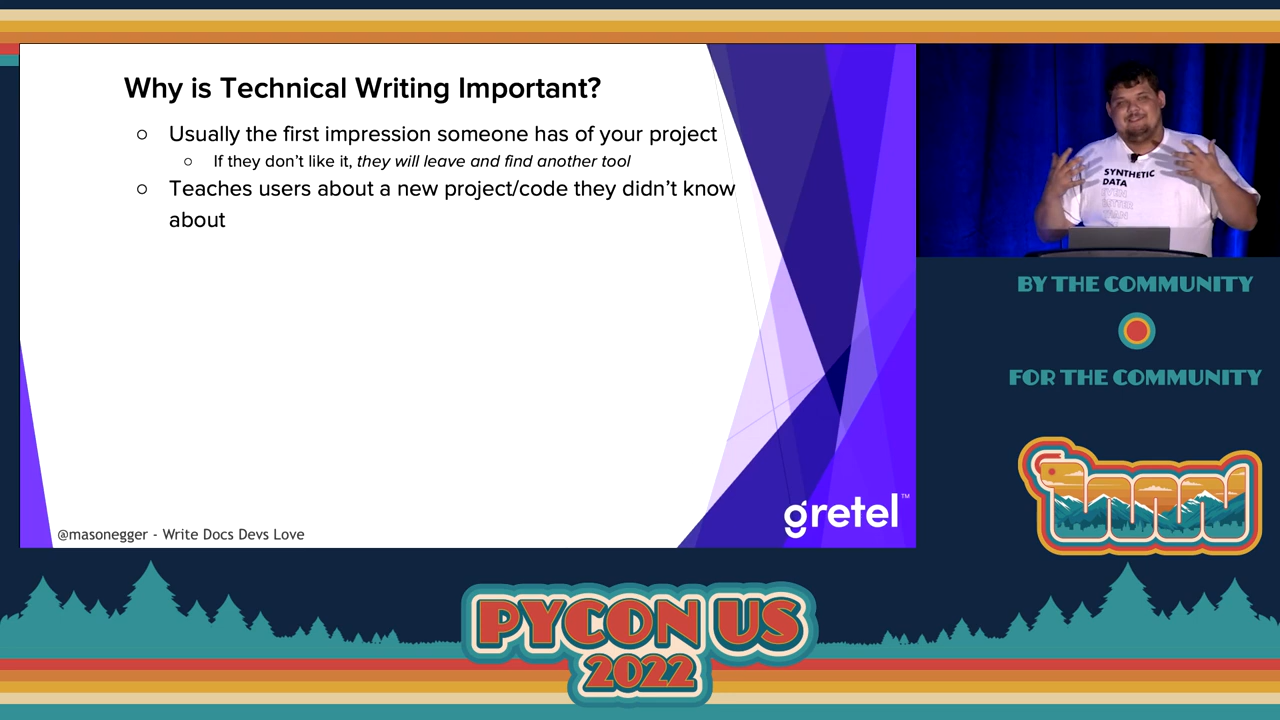 Why is Technical Writing Important?
○ Usually the first impression someone has of your project
○ If they don’t like it, they will leave and find another tool
○ Teaches users about a new project/code they didn’t know
about
@masonegger - Write Docs Devs Love
gretel™
SYNTHETIC
DATA
BY THE COMMUNITY
FOR THE COMMUNITY
PYCON US
2022